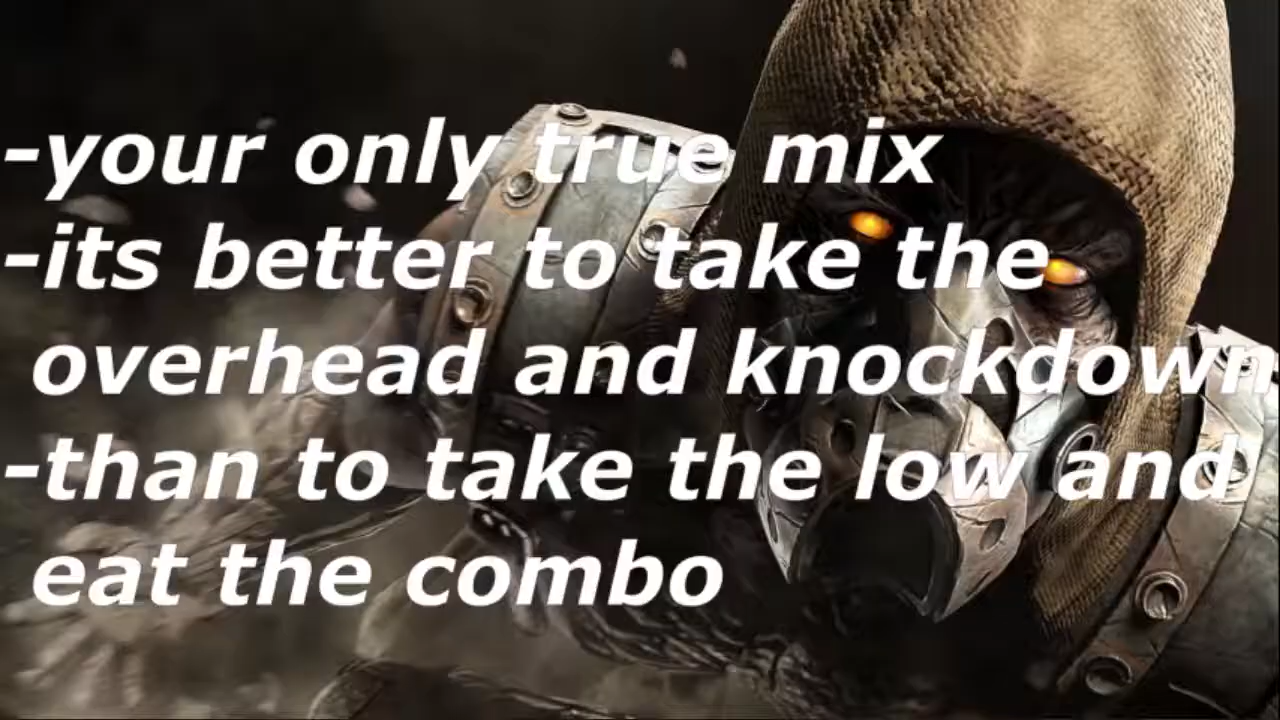 -your only true mix
-its better to take the
overhead and knockdown
-than to take the low and
eat the combo